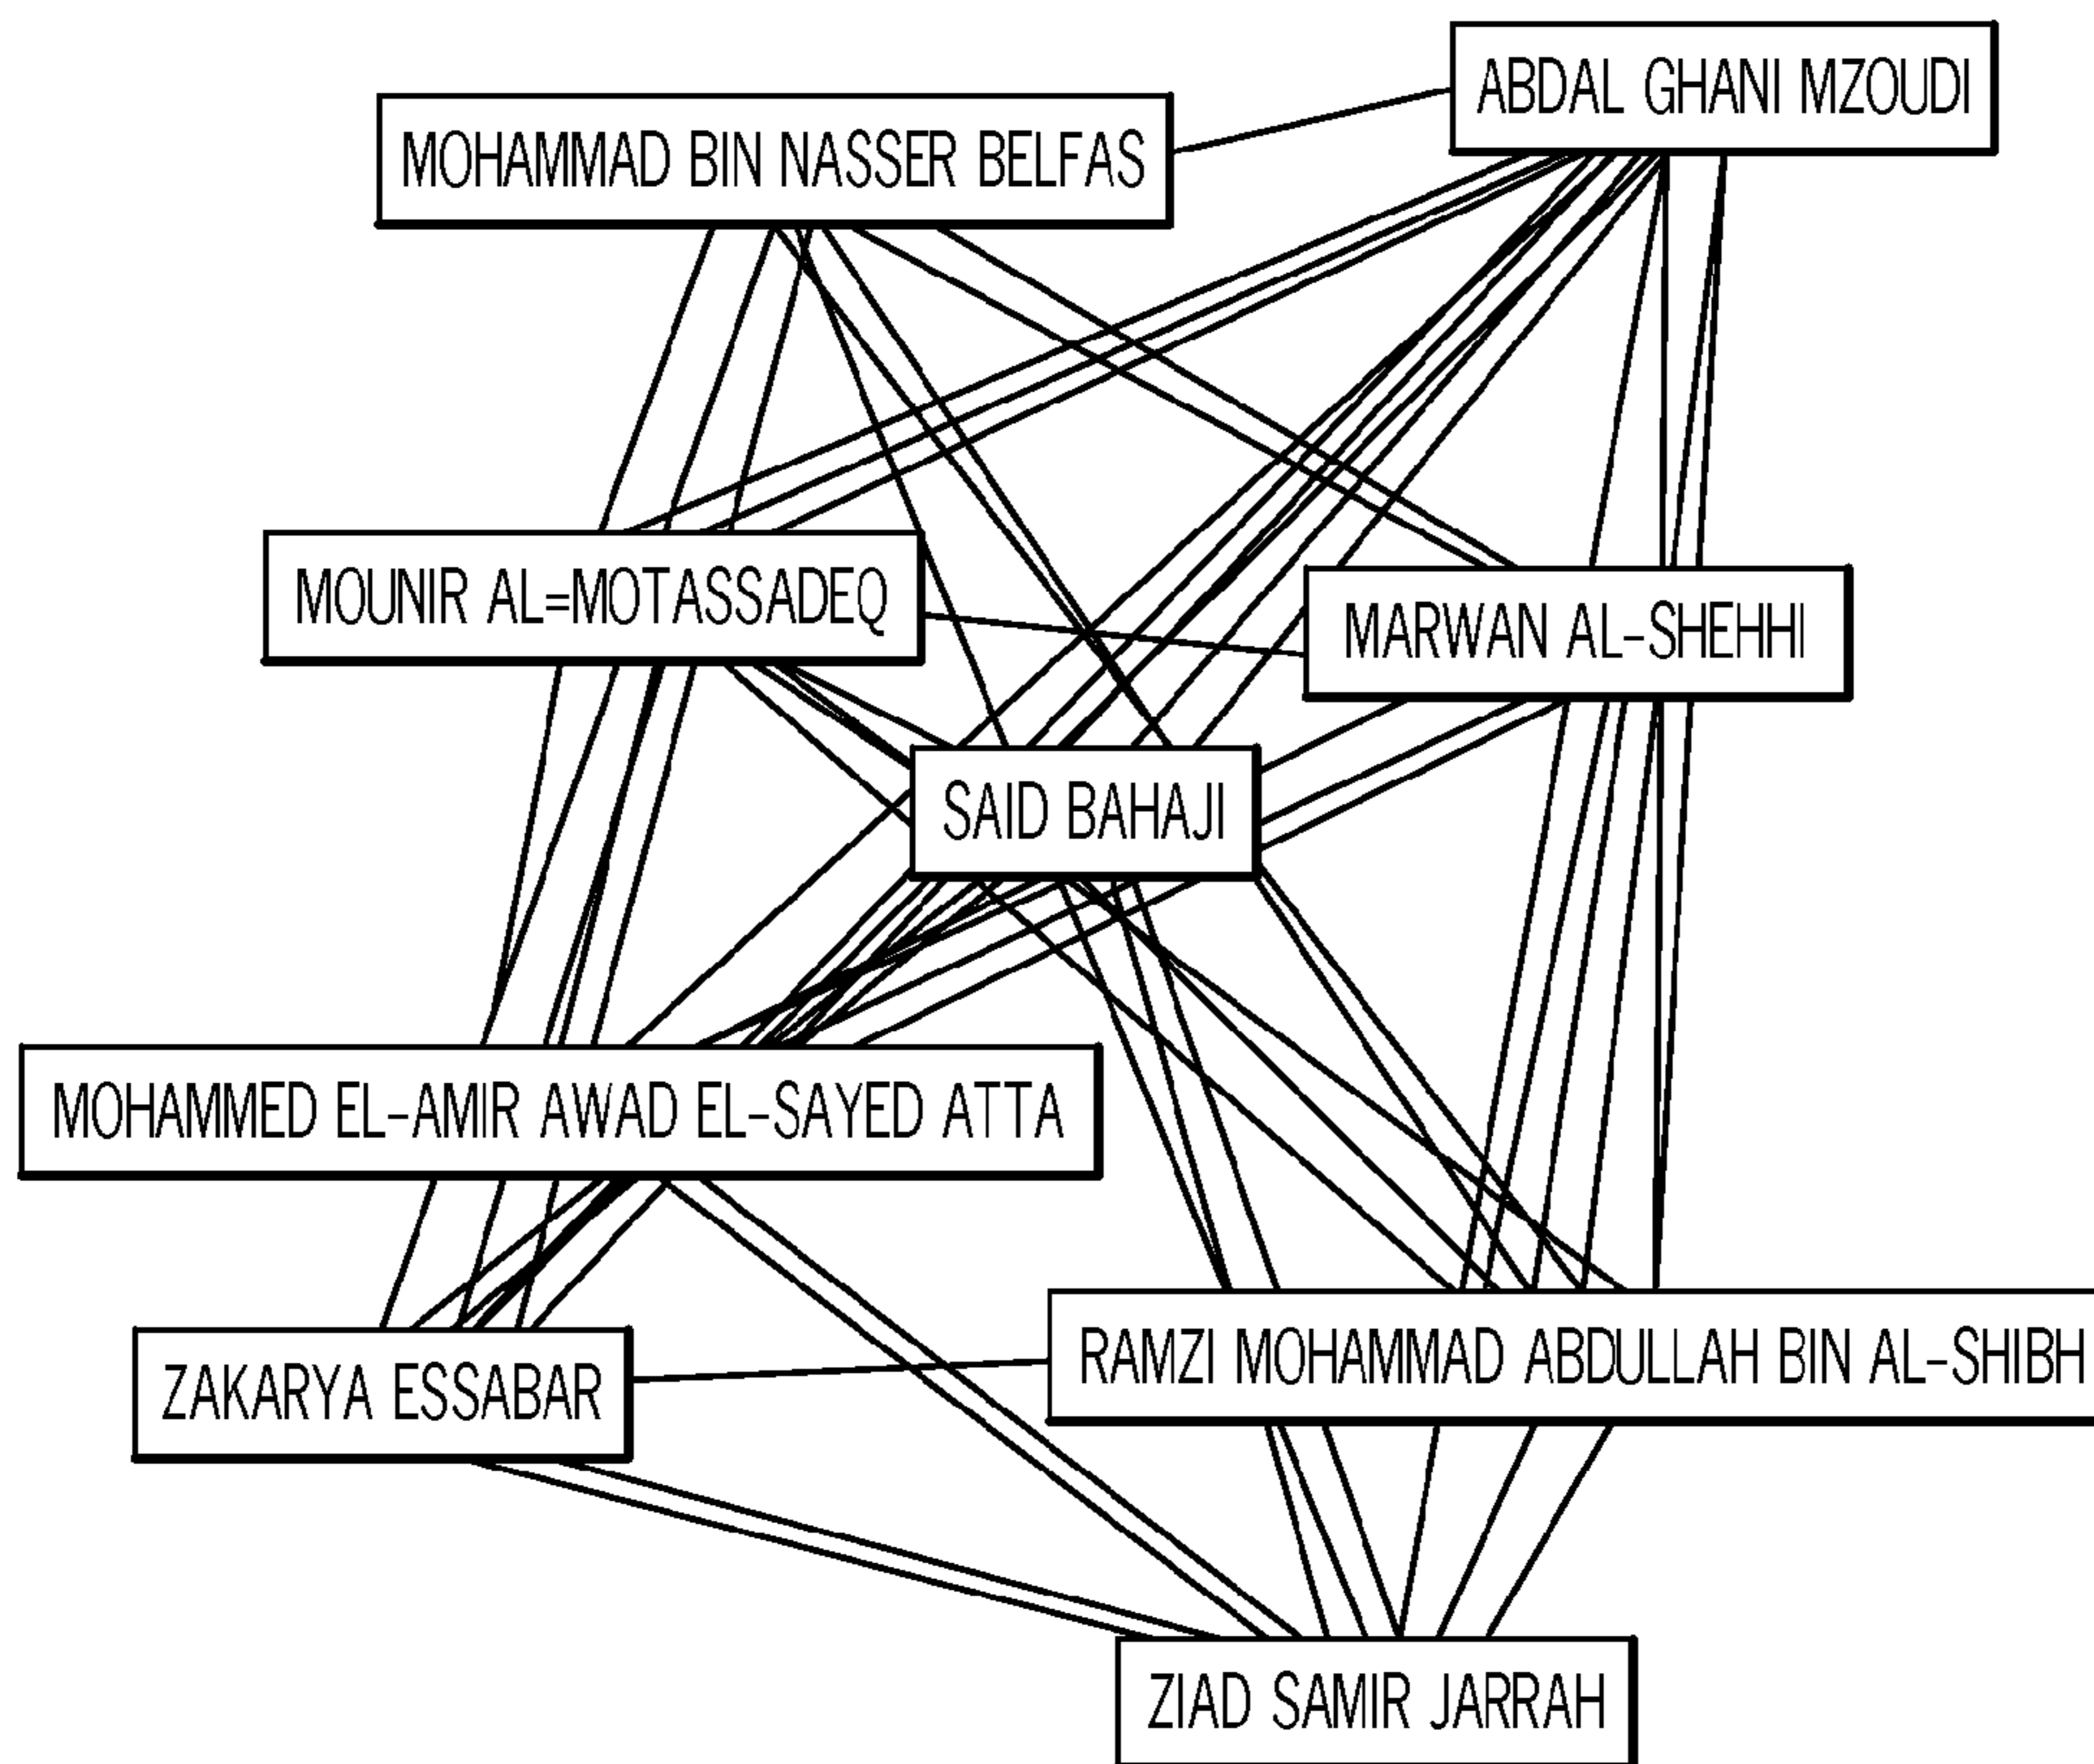 ABDAL GHANI MZOUDI
MOHAMMAD BIN NASSER BELFAS
MOUNIR AL=MOTASSADEQ
MARWAN AL-SHEHHI
SAID BAHAJI
MOHAMMED EL-AMIR AWAD EL-SAYED ATTA
RAMZI MOHAMMAD ABDULLAH BIN AL-SHIBH
ZAKARYA ESSABAR
ZIAD SAMIR JARRAH